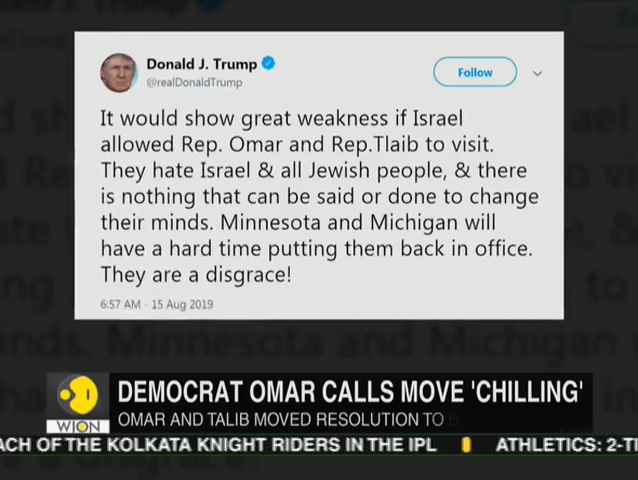 Donald J. Trump
@realDonaldTrump
Follow
It would show great weakness if Israel
allowed Rep. Omar and Rep.Tlaib to visit.
They hate Israel & all Jewish people, & there
is nothing that can be said or done to change
their minds. Minnesota and Michigan will
have a hard time putting them back in office.
They are a disgrace!
6:57 AM - 15 Aug 2019
DEMOCRAT OMAR CALLS MOVE 'CHILLING'
WION
OMAR AND TALIB MOVED RESOLUTION TO
ACH OF THE KOLKATA KNIGHT RIDERS IN THE IPL ATHLETICS: 2-TI